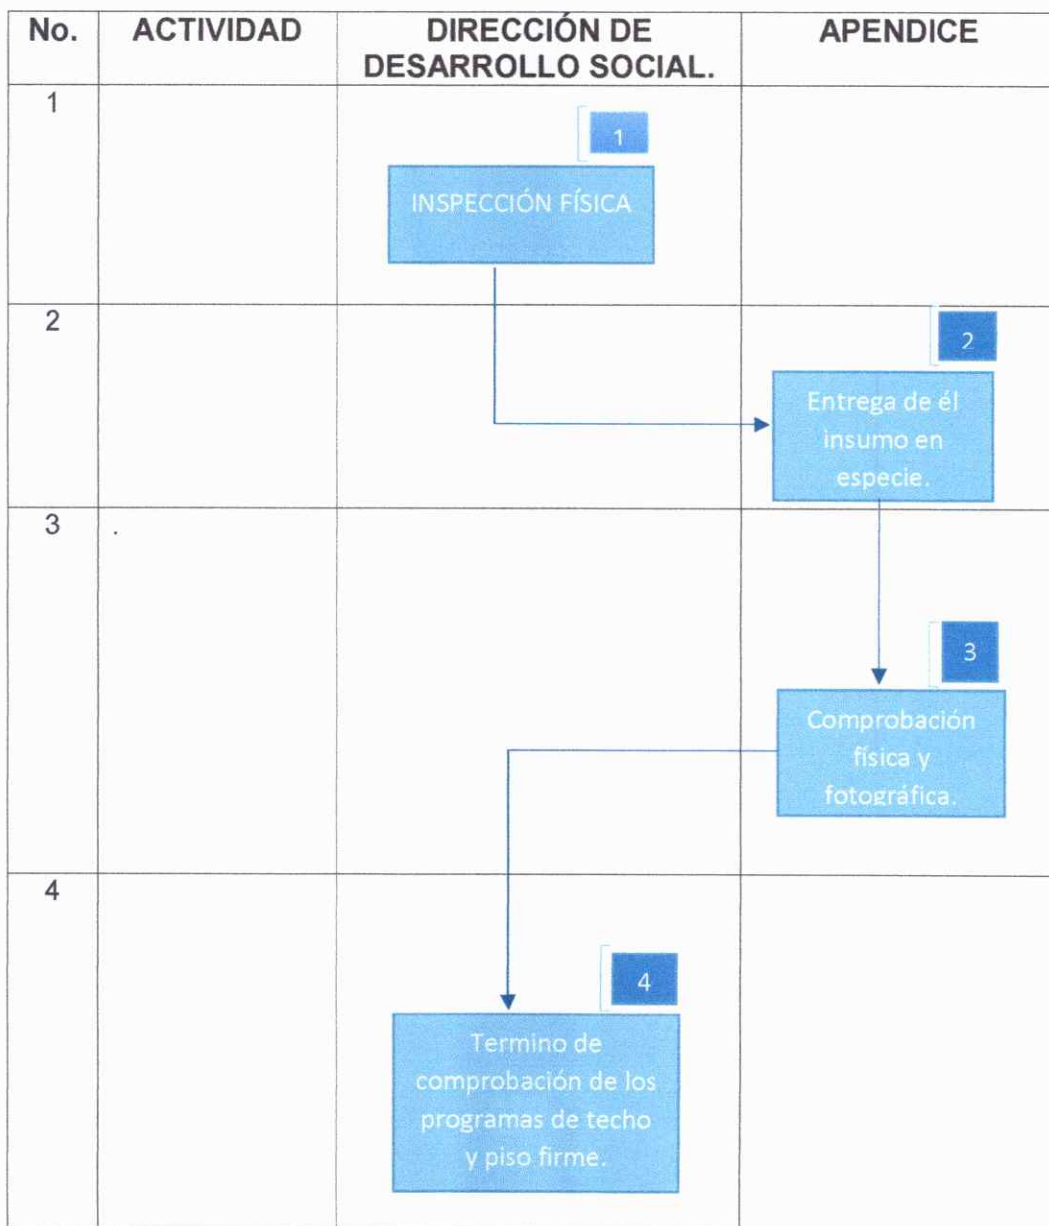 No.
ACTIVIDAD
DIRECCIÓN DE
DESARROLLO SOCIAL.
APENDICE
1
1
INSPECCIÓN FÍSICA
2
2
Entrega de él
insumo en
especie.
3
.
3
Comprobación
física y
fotográfica.
4
4
Termino de
comprobación de los
programas de techo
y piso firme.